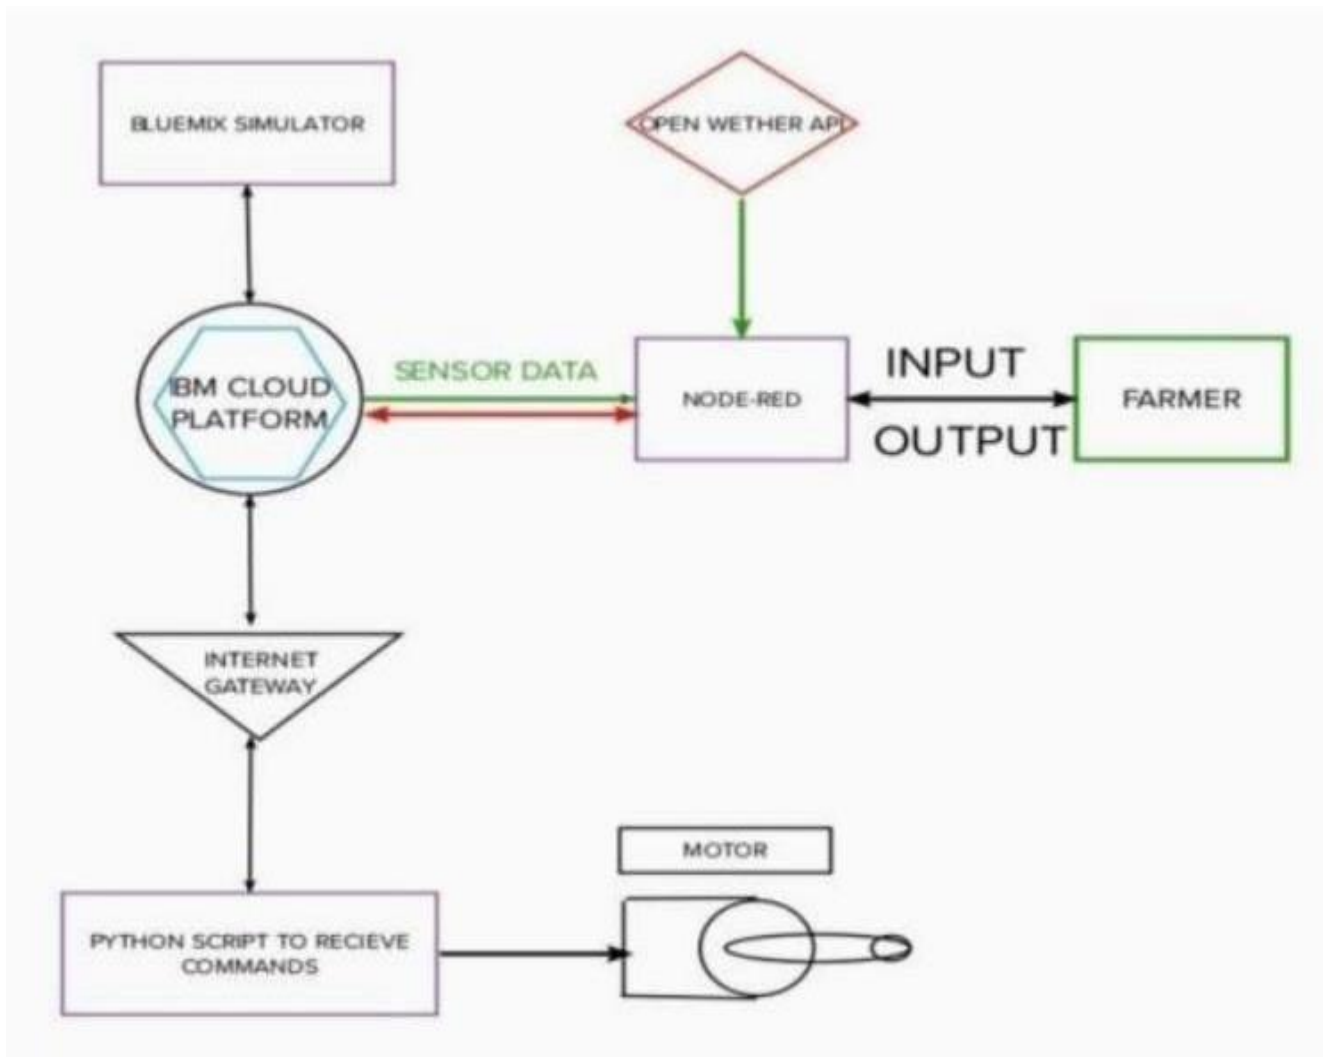 BLUEMIX SIMULATOR
OPEN WETHER API
IBM CLOUD
PLATFORM
SENSOR DATA
NODE-RED
INPUT
OUTPUT
FARMER
INTERNET
GATEWAY
MOTOR
PYTHON SCRIPT TO RECIEVE
COMMANDS